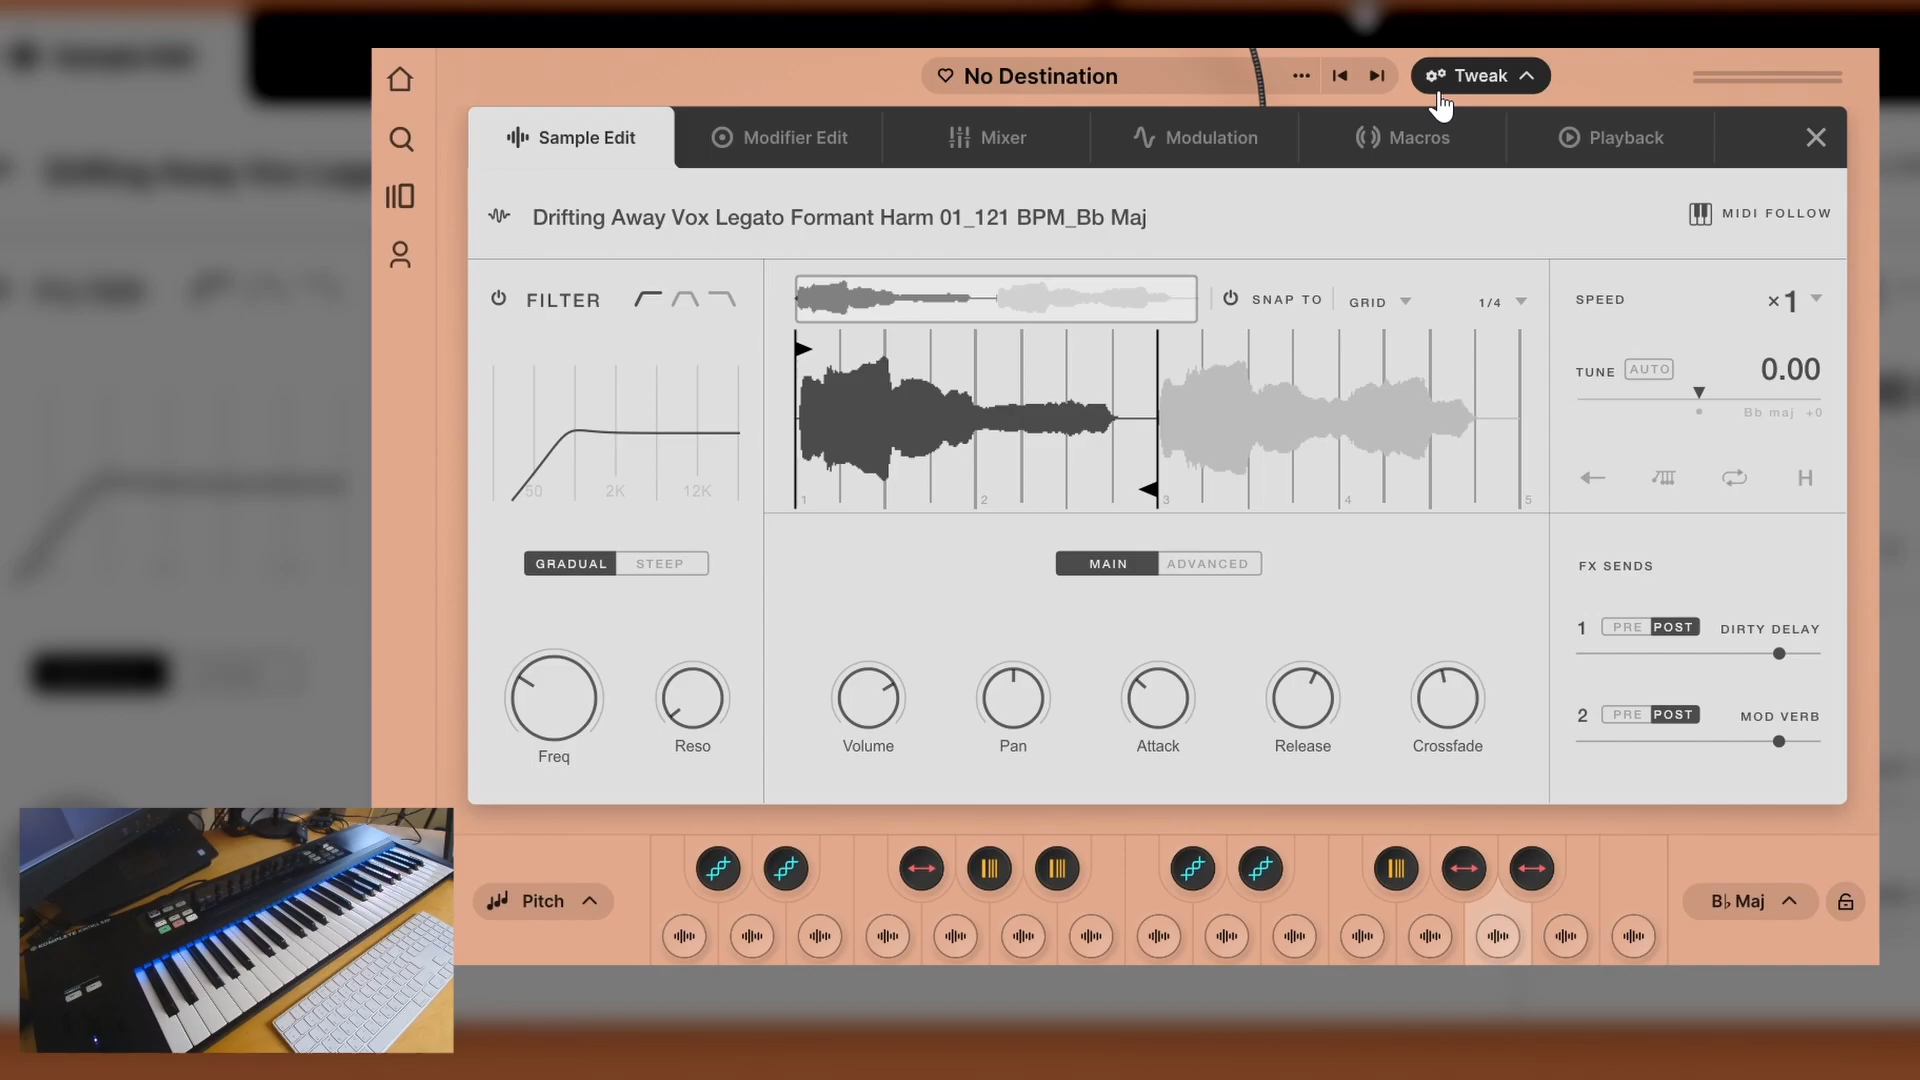 No Destination
Tweak
Sample Edit
Modifier Edit
Mixer
Modulation
Macros
Playback
Drifting Away Vox Legato Formant Harm 01_121 BPM_Bb Maj
MIDI FOLLOW
FILTER
SNAP TO
GRID
1/4
SPEED
×1
TUNE
AUTO
0.00
Bb maj +0
50
2K
12K
1
2
3
4
5
H
GRADUAL
STEEP
MAIN
ADVANCED
FX SENDS
1
PRE
POST
DIRTY DELAY
2
PRE
POST
MOD VERB
Freq
Reso
Volume
Pan
Attack
Release
Crossfade
Pitch
B♭ Maj